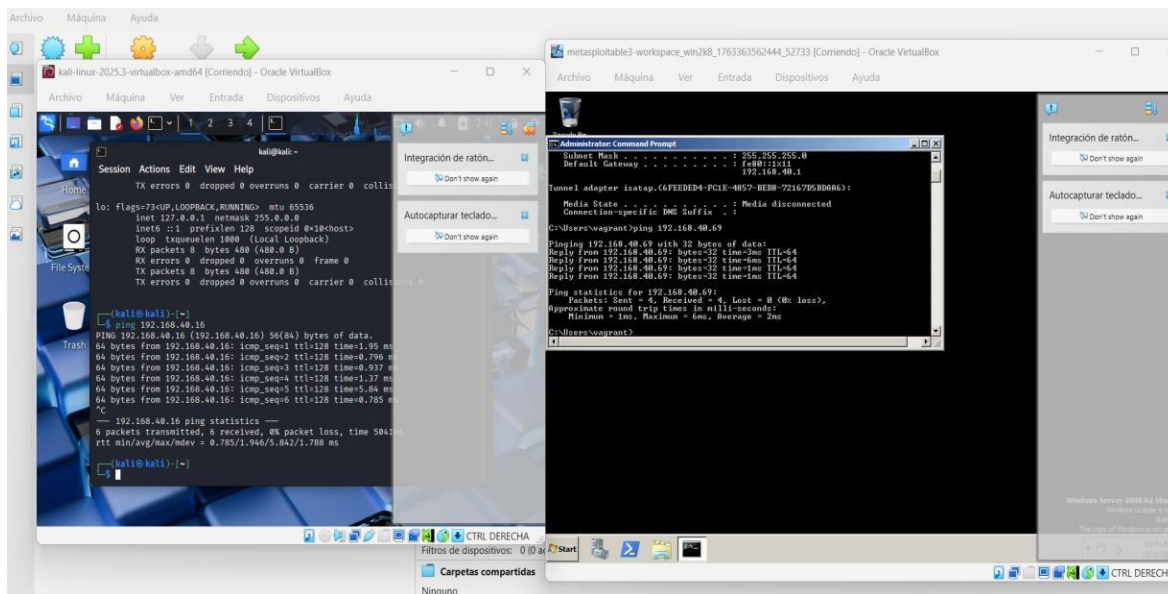 Archivo Máquina Ayuda
kali-linux-2025.3-virtualbox-amd64 [Corriendo] - Oracle VirtualBox
Archivo Máquina Ver Entrada Dispositivos Ayuda
1 2 3 4
kali@kali: ~
Session Actions Edit View Help
TX errors 0 dropped 0 overruns 0 carrier 0 collis
lo: flags=73<UP,LOOPBACK,RUNNING> mtu 65536
inet 127.0.0.1 netmask 255.0.0.0
inet6 ::1 prefixlen 128 scopeid 0×10<host>
loop txqueuelen 1000 (Local Loopback)
RX packets 8 bytes 480 (480.0 B)
RX errors 0 dropped 0 overruns 0 frame 0
TX packets 8 bytes 480 (480.0 B)
TX errors 0 dropped 0 overruns 0 carrier 0 collisions 0
┌──(kali㉿kali)-[~]
└─$ ping 192.168.40.16
PING 192.168.40.16 (192.168.40.16) 56(84) bytes of data.
64 bytes from 192.168.40.16: icmp_seq=1 ttl=128 time=1.95 ms
64 bytes from 192.168.40.16: icmp_seq=2 ttl=128 time=0.796 m
64 bytes from 192.168.40.16: icmp_seq=3 ttl=128 time=0.937 m
64 bytes from 192.168.40.16: icmp_seq=4 ttl=128 time=1.37 ms
64 bytes from 192.168.40.16: icmp_seq=5 ttl=128 time=5.84 ms
64 bytes from 192.168.40.16: icmp_seq=6 ttl=128 time=0.785 m
^C
── 192.168.40.16 ping statistics ──
6 packets transmitted, 6 received, 0% packet loss, time 5041
rtt min/avg/max/mdev = 0.785/1.946/5.842/1.788 ms
┌──(kali㉿kali)-[~]
└─$
Home
File Syste
Trash
Integración de ratón...
Don't show again
Autocapturar teclado...
Don't show again
CTRL DERECHA
Filtros de dispositivos: 0 (0 ac
Carpetas compartidas
Ninguno
metasploitable3-workspace_win2k8_1763363562444_52733 [Corriendo] - Oracle VirtualBox
Archivo Máquina Ver Entrada Dispositivos Ayuda
Administrator: Command Prompt
Subnet Mask . . . . . . . . . . . : 255.255.255.0
Default Gateway . . . . . . . . . : fe80::1%11
192.168.40.1
Tunnel adapter isatap.{6FEEDED4-FC1E-4857-BEB8-72167D5BDAA6}:
Media State . . . . . . . . . . . : Media disconnected
Connection-specific DNS Suffix . :
C:\Users\vagrant>ping 192.168.40.69
Pinging 192.168.40.69 with 32 bytes of data:
Reply from 192.168.40.69: bytes=32 time=3ms TTL=64
Reply from 192.168.40.69: bytes=32 time=6ms TTL=64
Reply from 192.168.40.69: bytes=32 time=1ms TTL=64
Reply from 192.168.40.69: bytes=32 time=1ms TTL=64
Ping statistics for 192.168.40.69:
Packets: Sent = 4, Received = 4, Lost = 0 (0% loss),
Approximate round trip times in milli-seconds:
Minimum = 1ms, Maximum = 6ms, Average = 2ms
C:\Users\vagrant>
Integración de ratón...
Don't show again
Autocapturar teclado...
Don't show again
Windows Server 2008 R2 Sta
Start
CTRL DERECH